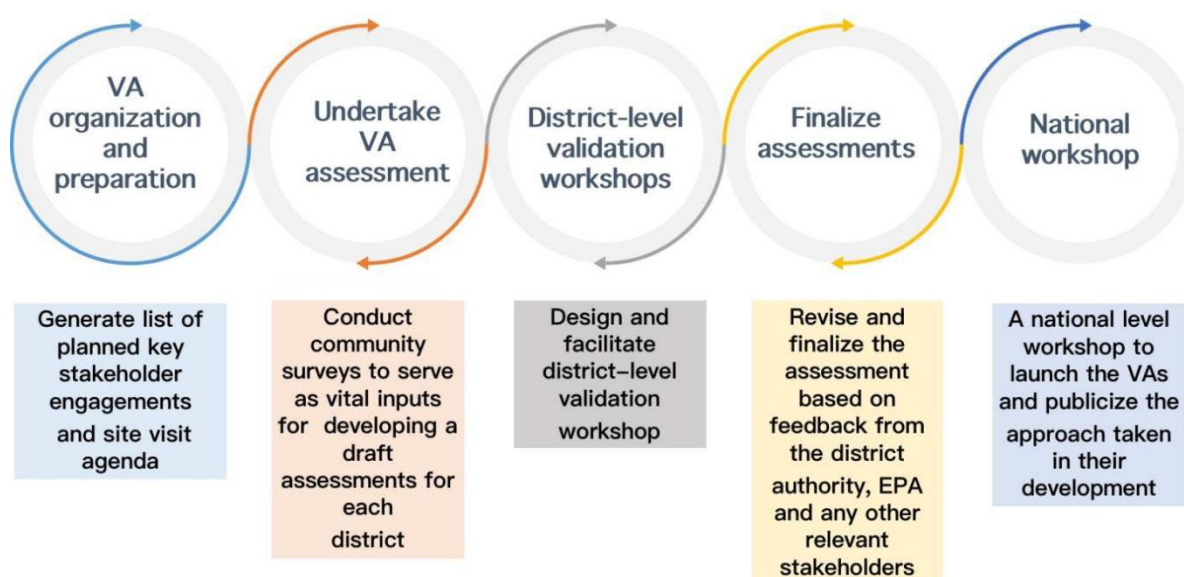 VA
organization
and
preparation
Undertake
VA
assessment
District-level
validation
workshops
Finalize
assessments
National
workshop
Generate list of
planned key
stakeholder
engagements
and site visit
agenda
Conduct
community
surveys to serve
as vital inputs
for developing a
draft
assessments for
each
district
Design and
facilitate
district-level
validation
workshop
Revise and
finalize the
assessment
based on
feedback from
the district
authority, EPA
and any other
relevant
stakeholders
A national level
workshop to
launch the VAs
and publicize the
approach taken
in their
development